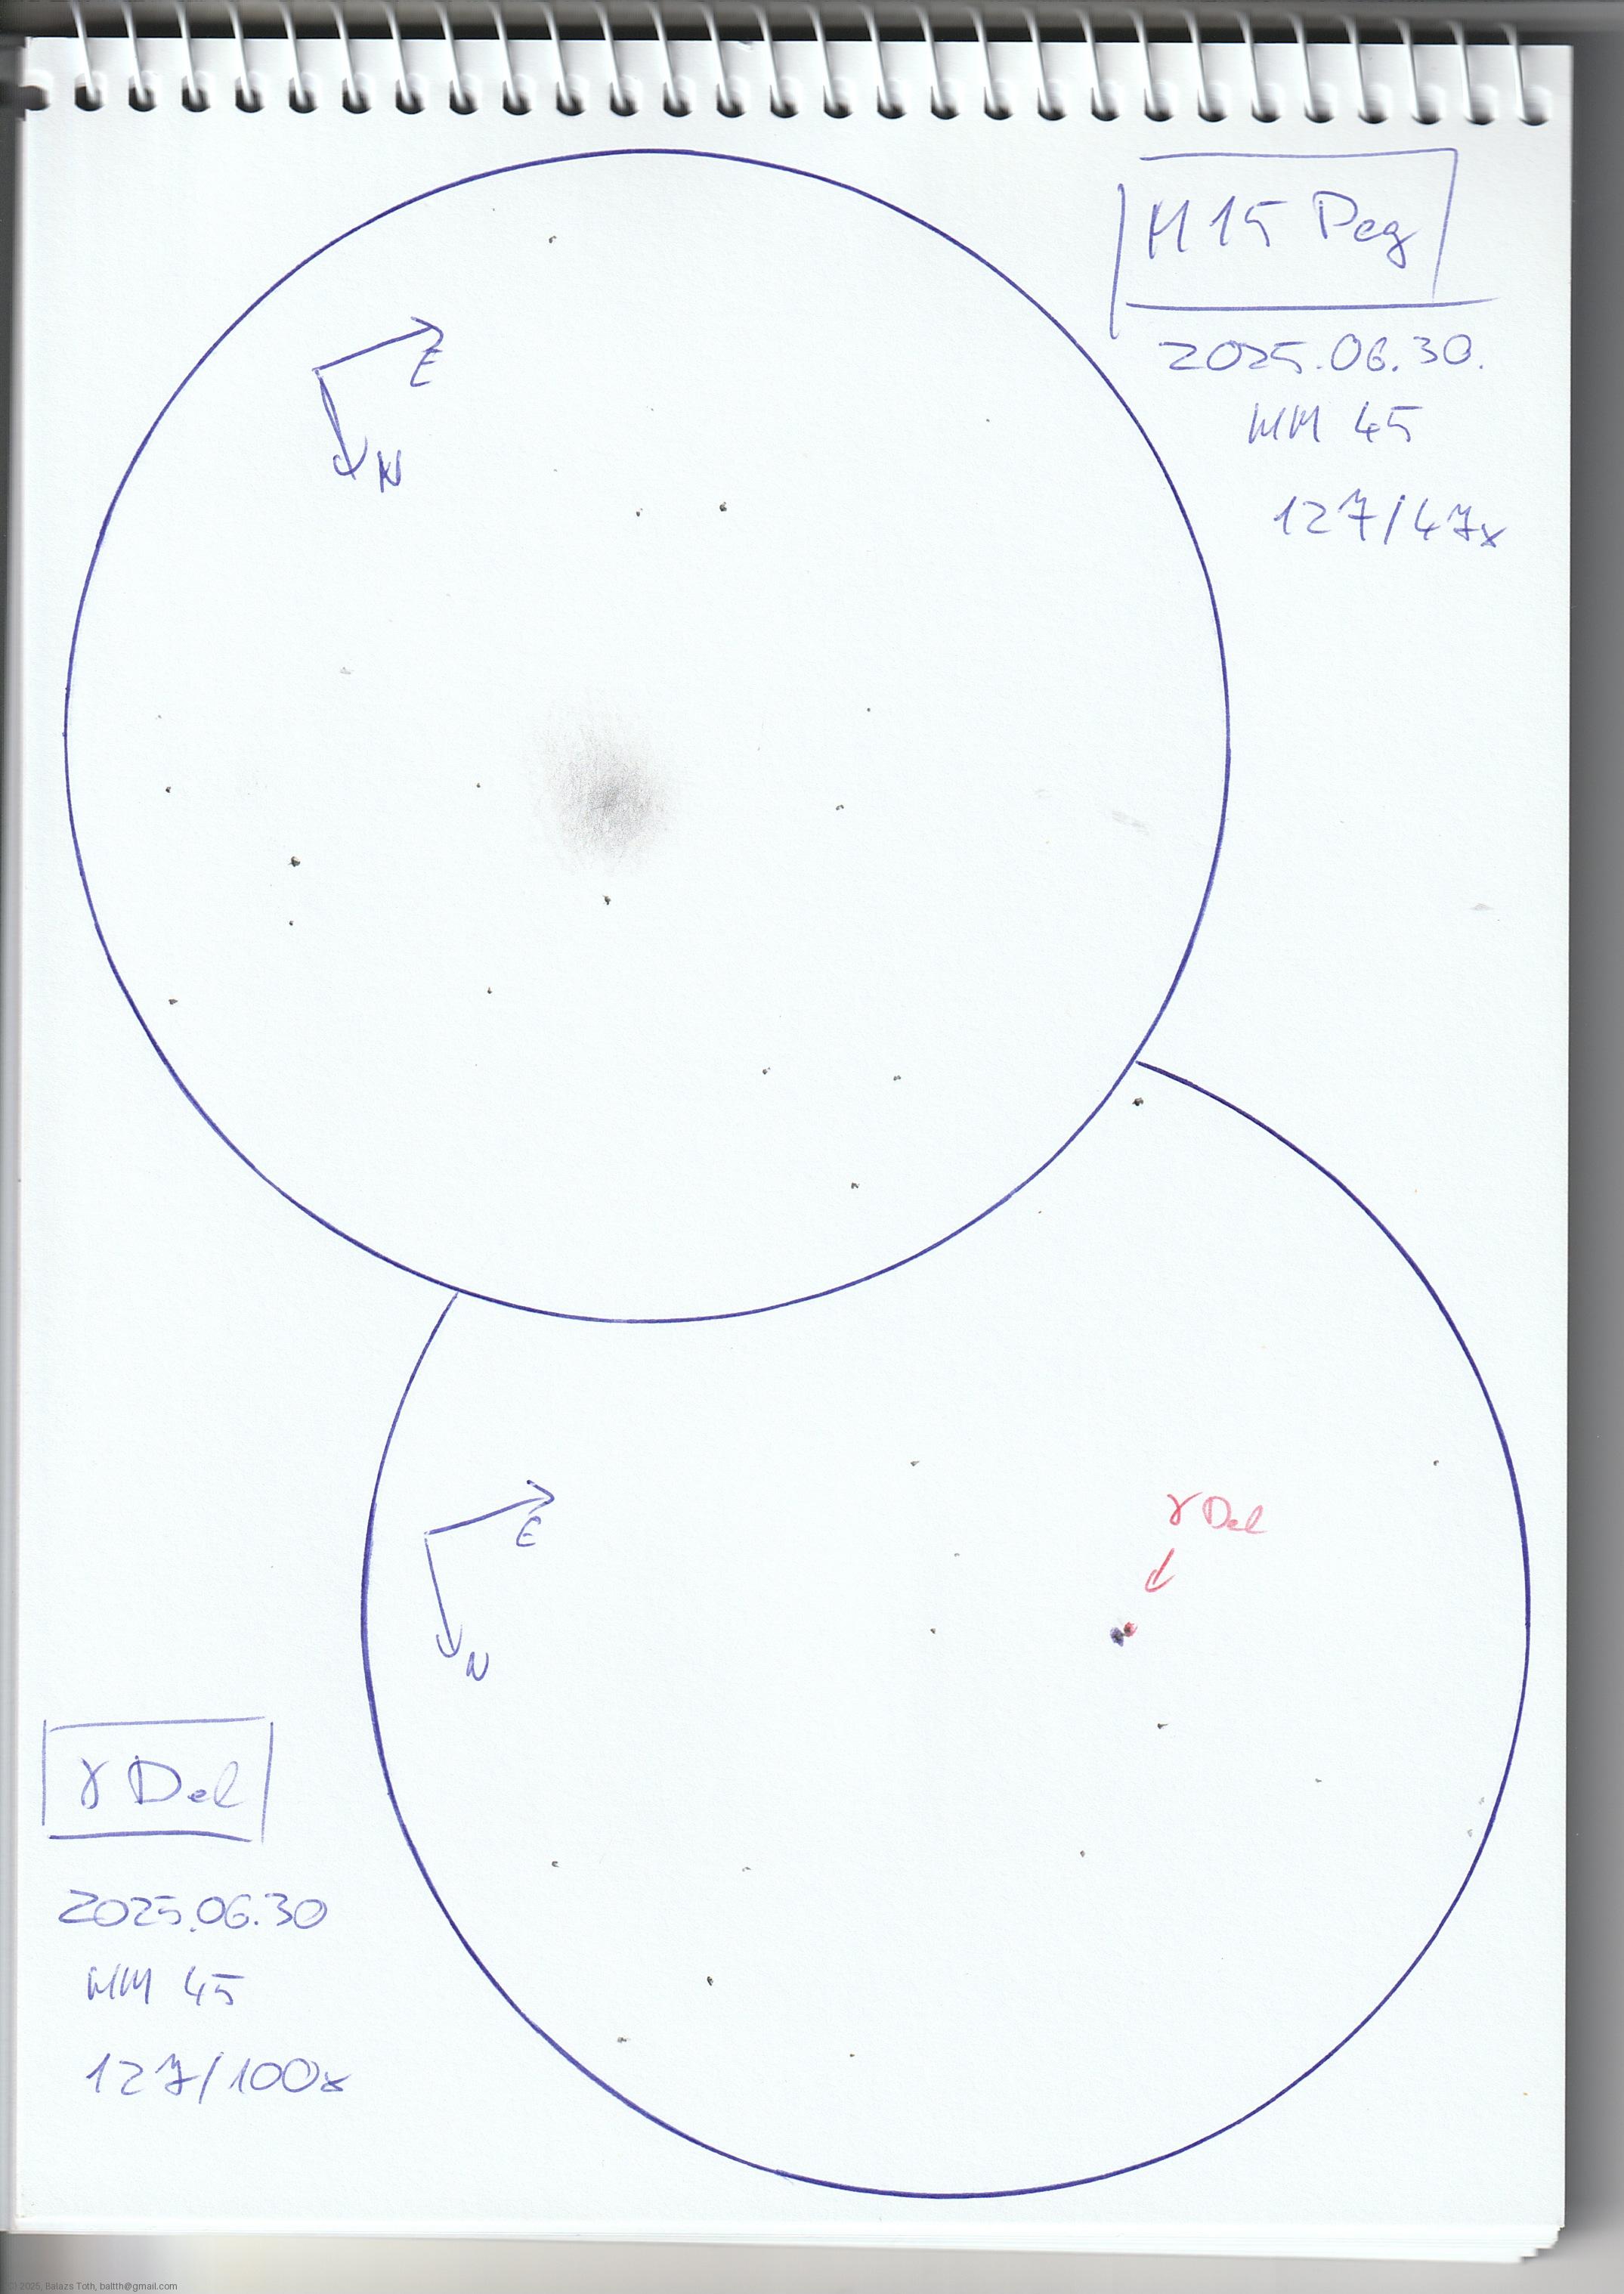 M 15 Peg
2025.06.30.
MM 45
127/47x
E
N
γ Del
E
N
γ Del
2025.06.30
MM 45
127/100x
© 2025, Balazs Toth, baltth@gmail.com